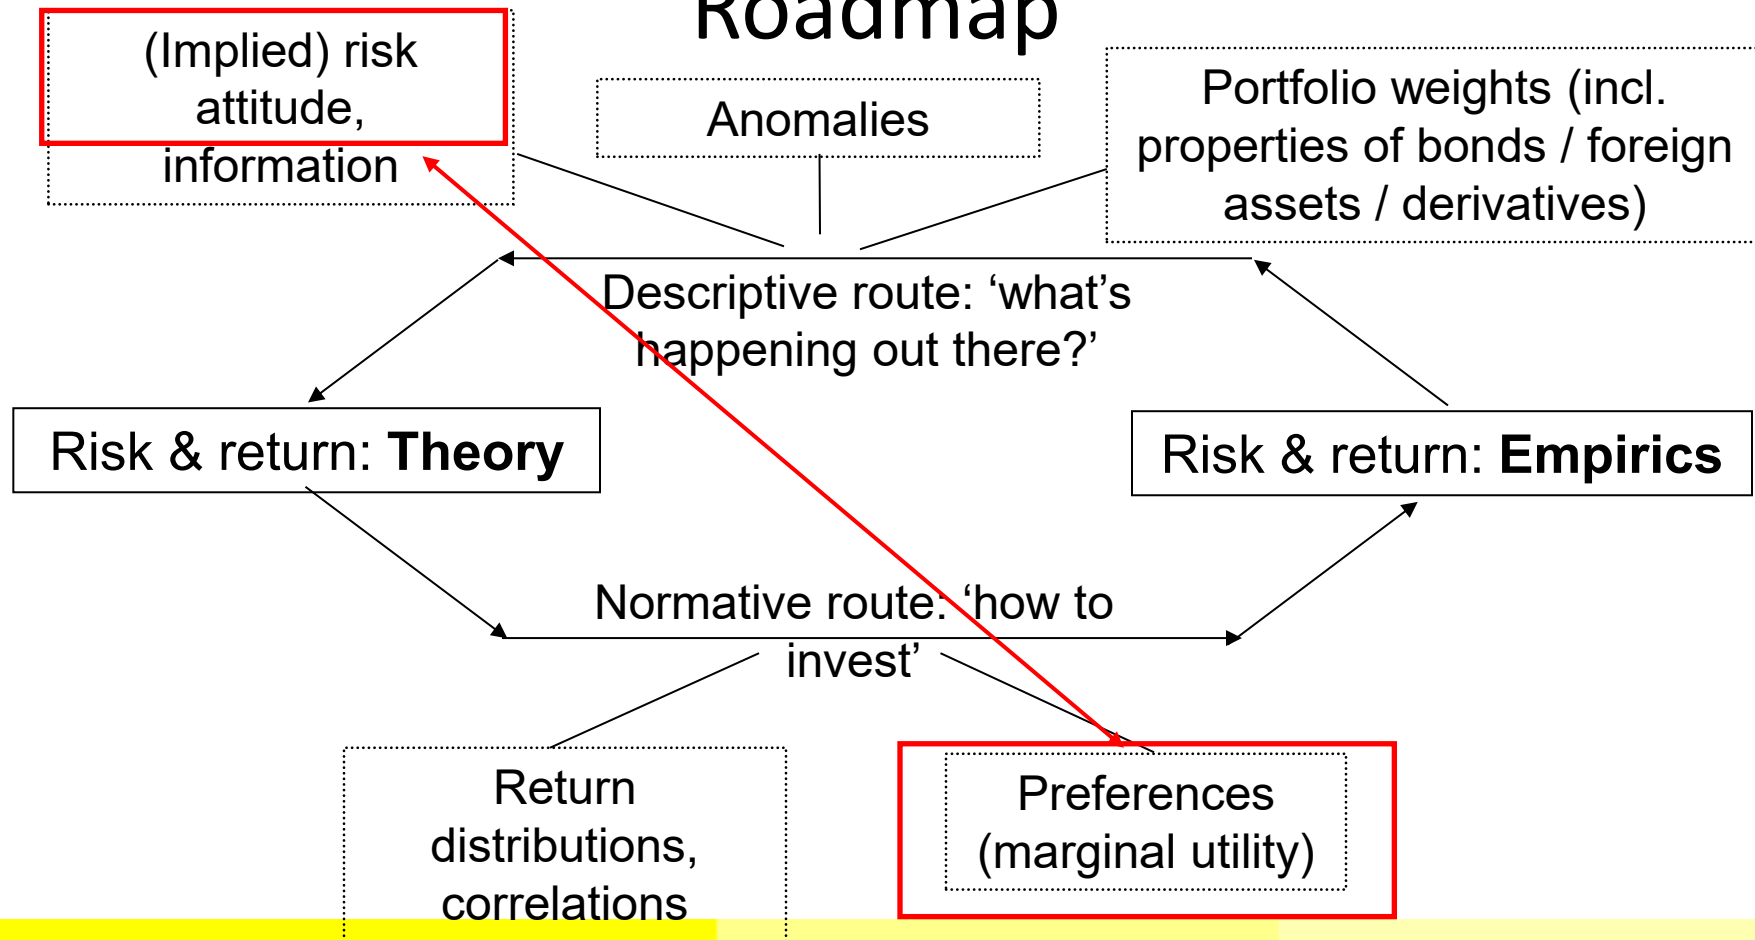 Roadmap
(Implied) risk
attitude,
information
Anomalies
Portfolio weights (incl.
properties of bonds / foreign
assets / derivatives)
Descriptive route: ‘what’s
happening out there?’
Risk & return: Theory
Risk & return: Empirics
Normative route: ‘how to
invest’
Return
distributions,
correlations
Preferences
(marginal utility)